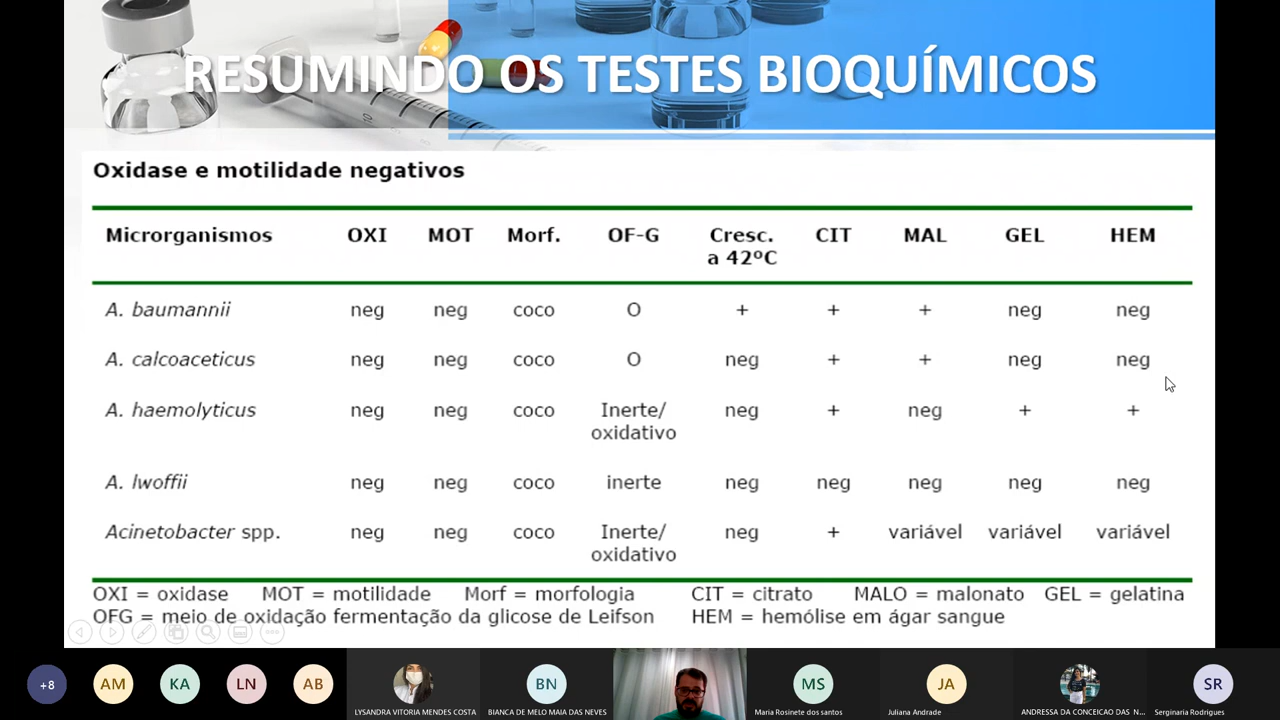 RESUMINDO OS TESTES BIOQUÍMICOS
Oxidase e motilidade negativos
Microrganismos OXI MOT Morf. OF-G Cresc. a 42ºC CIT MAL GEL HEM
A. baumannii neg neg coco O + + + neg neg
A. calcoaceticus neg neg coco O neg + + neg neg
A. haemolyticus neg neg coco Inerte/ oxidativo neg + neg + +
A. lwoffii neg neg coco inerte neg neg neg neg neg
Acinetobacter spp. neg neg coco Inerte/ oxidativo neg + variável variável variável
OXI = oxidase MOT = motilidade Morf = morfologia CIT = citrato MALO = malonato GEL = gelatina
OFG = meio de oxidação fermentação da glicose de Leifson HEM = hemólise em ágar sangue
+8 AM KA LN AB BN MS JA SR
LYSANDRA VITORIA MENDES COSTA BIANCA DE MELO MAIA DAS NEVES Maria Rosinete dos santos Juliana Andrade ANDRESSA DA CONCEICAO DAS N... Serginaria Rodrigues